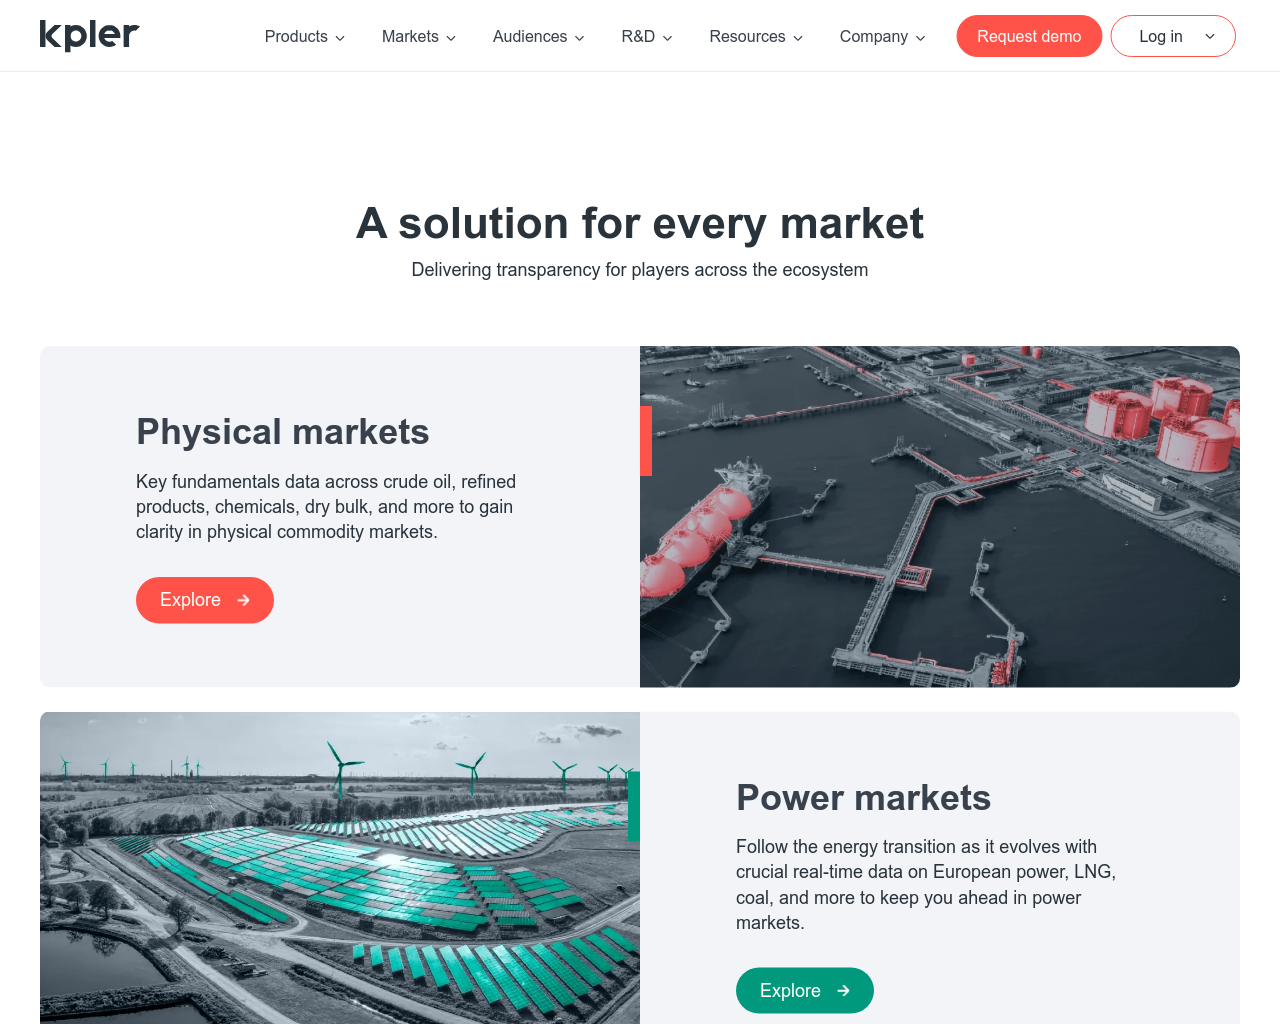 kpler
Products
Markets
Audiences
R&D
Resources
Company
Request demo
Log in
A solution for every market
Delivering transparency for players across the ecosystem
Physical markets
Key fundamentals data across crude oil, refined
products, chemicals, dry bulk, and more to gain
clarity in physical commodity markets.
Explore
Power markets
Follow the energy transition as it evolves with
crucial real-time data on European power, LNG,
coal, and more to keep you ahead in power
markets.
Explore